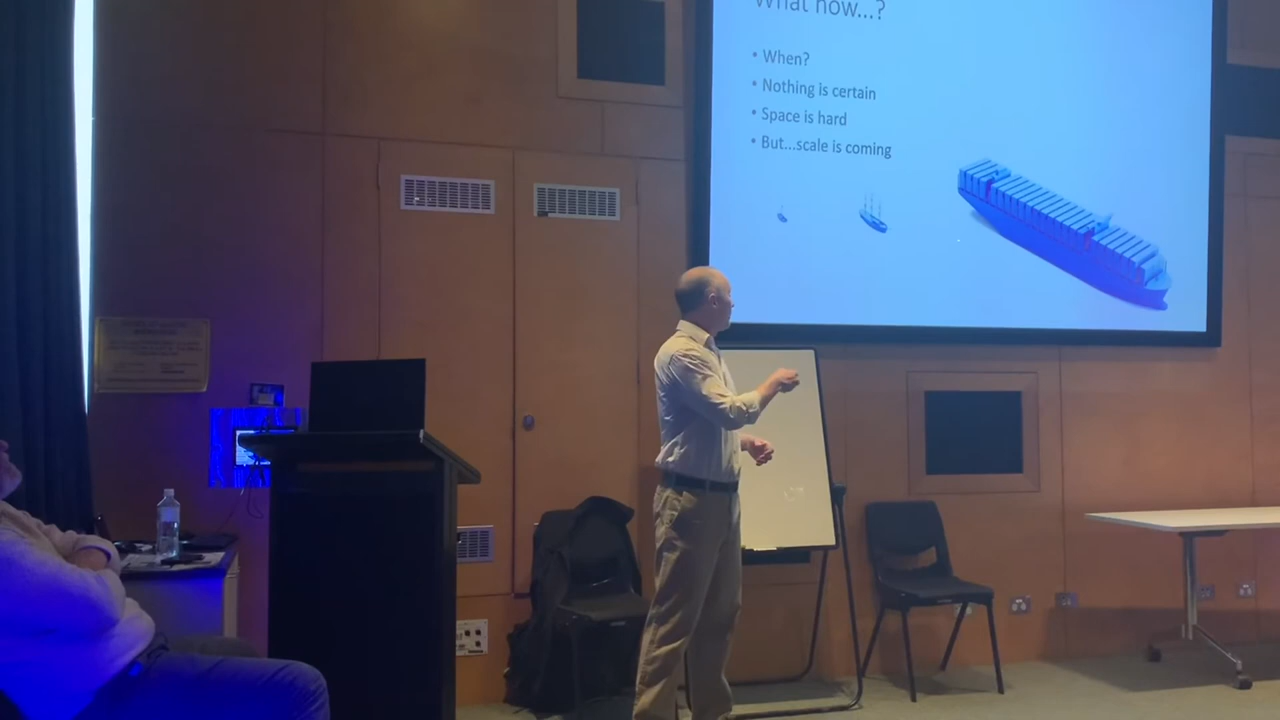 What now...?
• When?
• Nothing is certain
• Space is hard
• But...scale is coming